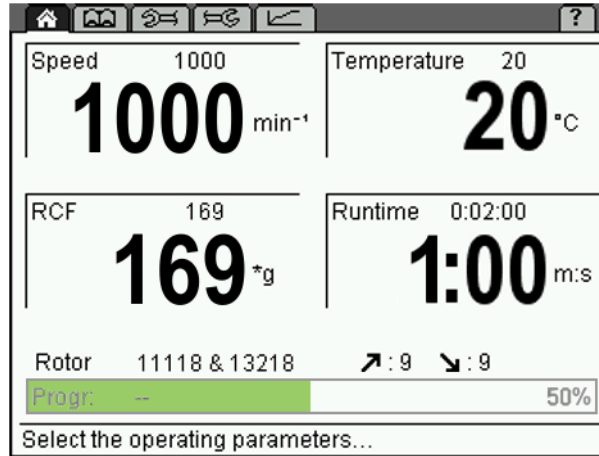 ?
Speed 1000
1000 min⁻¹
Temperature 20
20 °C
RCF 169
169 *g
Runtime 0:02:00
1:00 m:s
Rotor 11118 & 13218 ↗ : 9 ↘ : 9
Progr: -- 50%
Select the operating parameters...